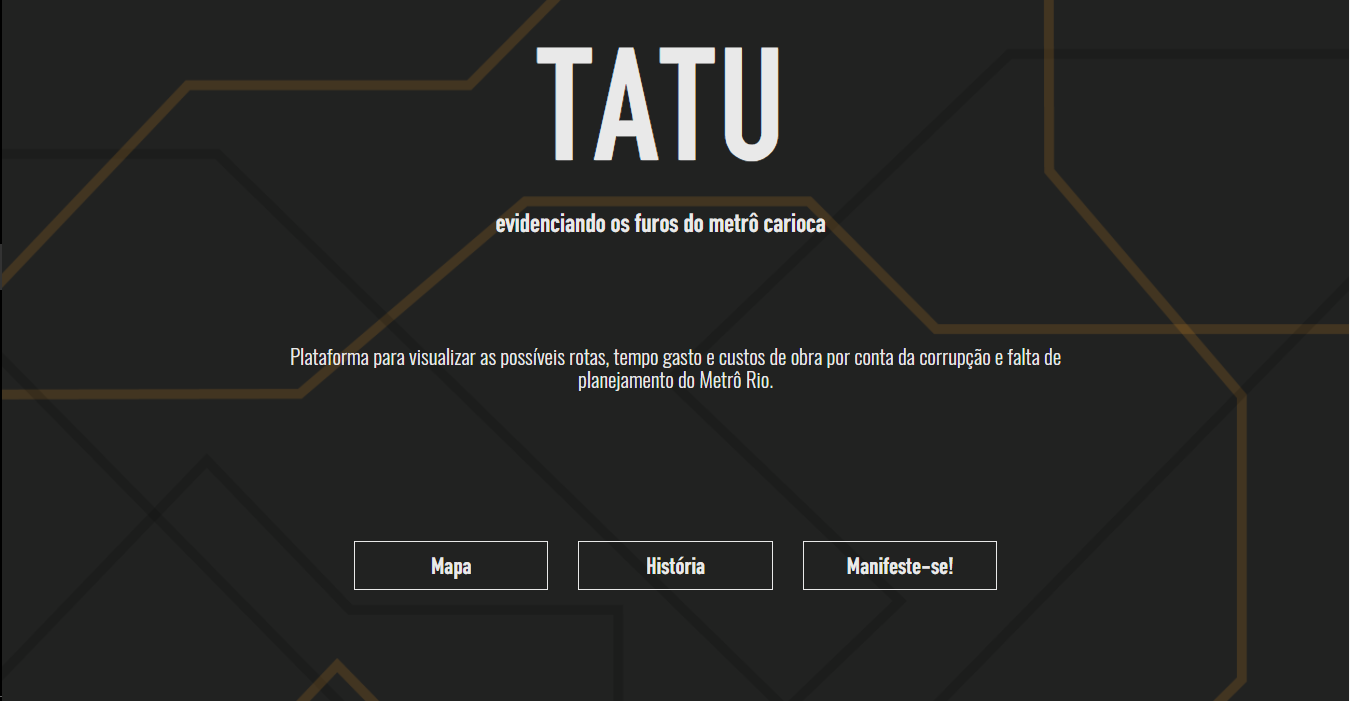 TATU
evidenciando os furos do metrô carioca
Plataforma para visualizar as possíveis rotas, tempo gasto e custos de obra por conta da corrupção e falta de
planejamento do Metrô Rio.
Mapa
História
Manifeste-se!